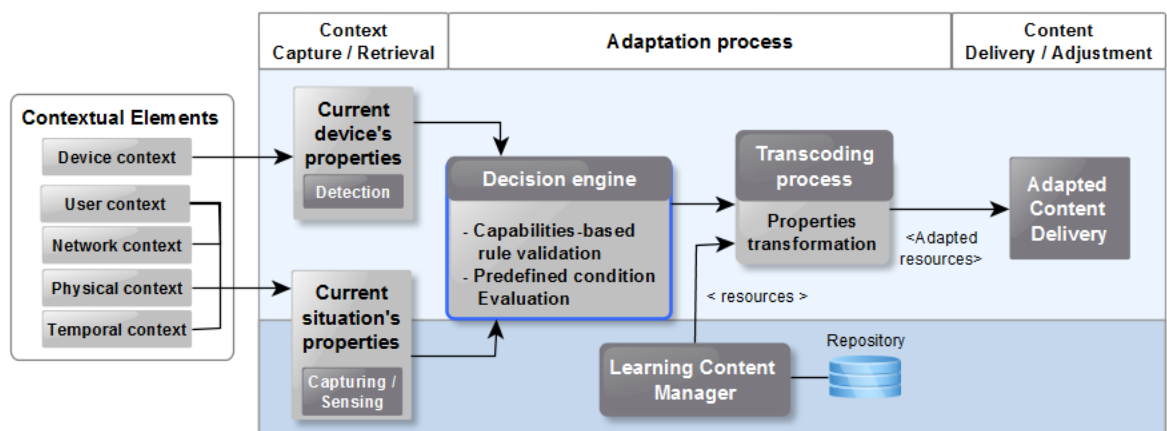 Context
Capture / Retrieval
Adaptation process
Content
Delivery / Adjustment
Contextual Elements
Device context
User context
Network context
Physical context
Temporal context
Current
device's
properties
Detection
Current
situation's
properties
Capturing /
Sensing
Decision engine
- Capabilities-based
rule validation
- Predefined condition
Evaluation
Transcoding
process
Properties
transformation
< resources >
<Adapted
resources>
Adapted
Content
Delivery
Learning Content
Manager
Repository